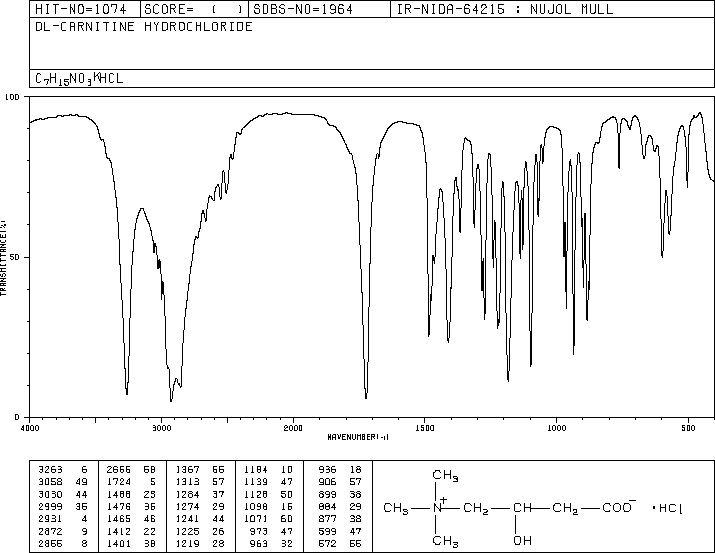 HIT-NO=1074 SCORE= ( ) SDBS-NO=1964 IR-NIDA-64215 : NUJOL MULL
DL-CARNITINE HYDROCHLORIDE
C7H15NO3*HCL
100
50
0
TRANSMITTANCE(%)
4000 3000 2000 1500 1000 500
WAVENUMBER(-1)
3263 6 2666 60 1367 55 1184 10 936 18
3058 49 1724 5 1313 57 1139 47 906 57
3030 44 1488 25 1284 37 1128 50 899 38
2999 36 1476 36 1274 29 1098 15 884 29
2931 4 1465 46 1241 44 1071 60 877 38
2872 9 1412 22 1225 26 973 47 599 47
2866 8 1401 38 1219 28 963 32 572 55
CH3
CH3—N+—CH2—CH—CH2—COO− ·HCl
CH3 OH